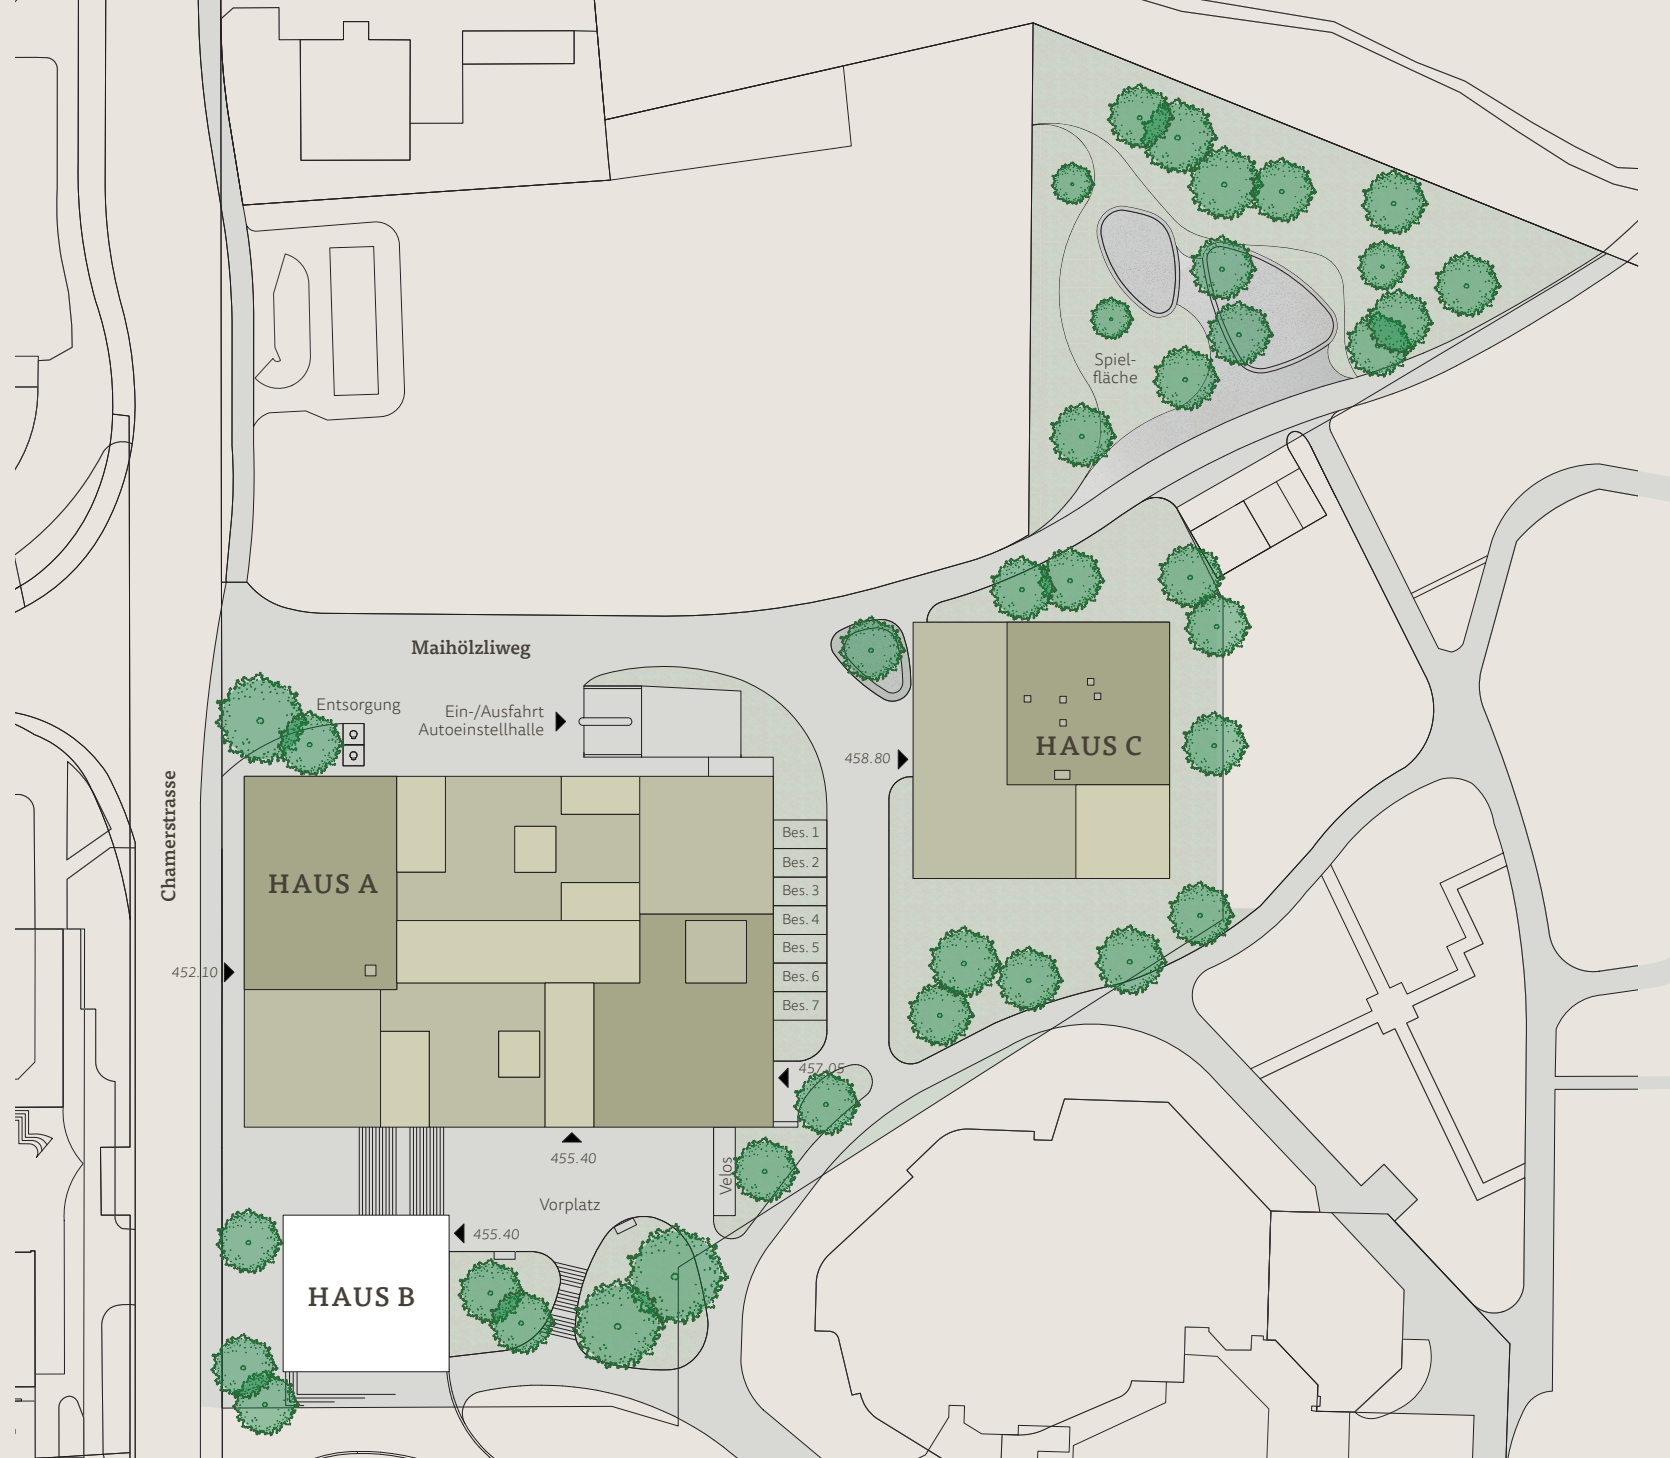 Spiel-
fläche
Maihölzliweg
Entsorgung
Ein-/Ausfahrt
Autoeinstellhalle
HAUS C
458.80
Chamerstrasse
HAUS A
Bes. 1
Bes. 2
Bes. 3
Bes. 4
Bes. 5
Bes. 6
Bes. 7
452.10
457.05
455.40
Velos
Vorplatz
455.40
HAUS B